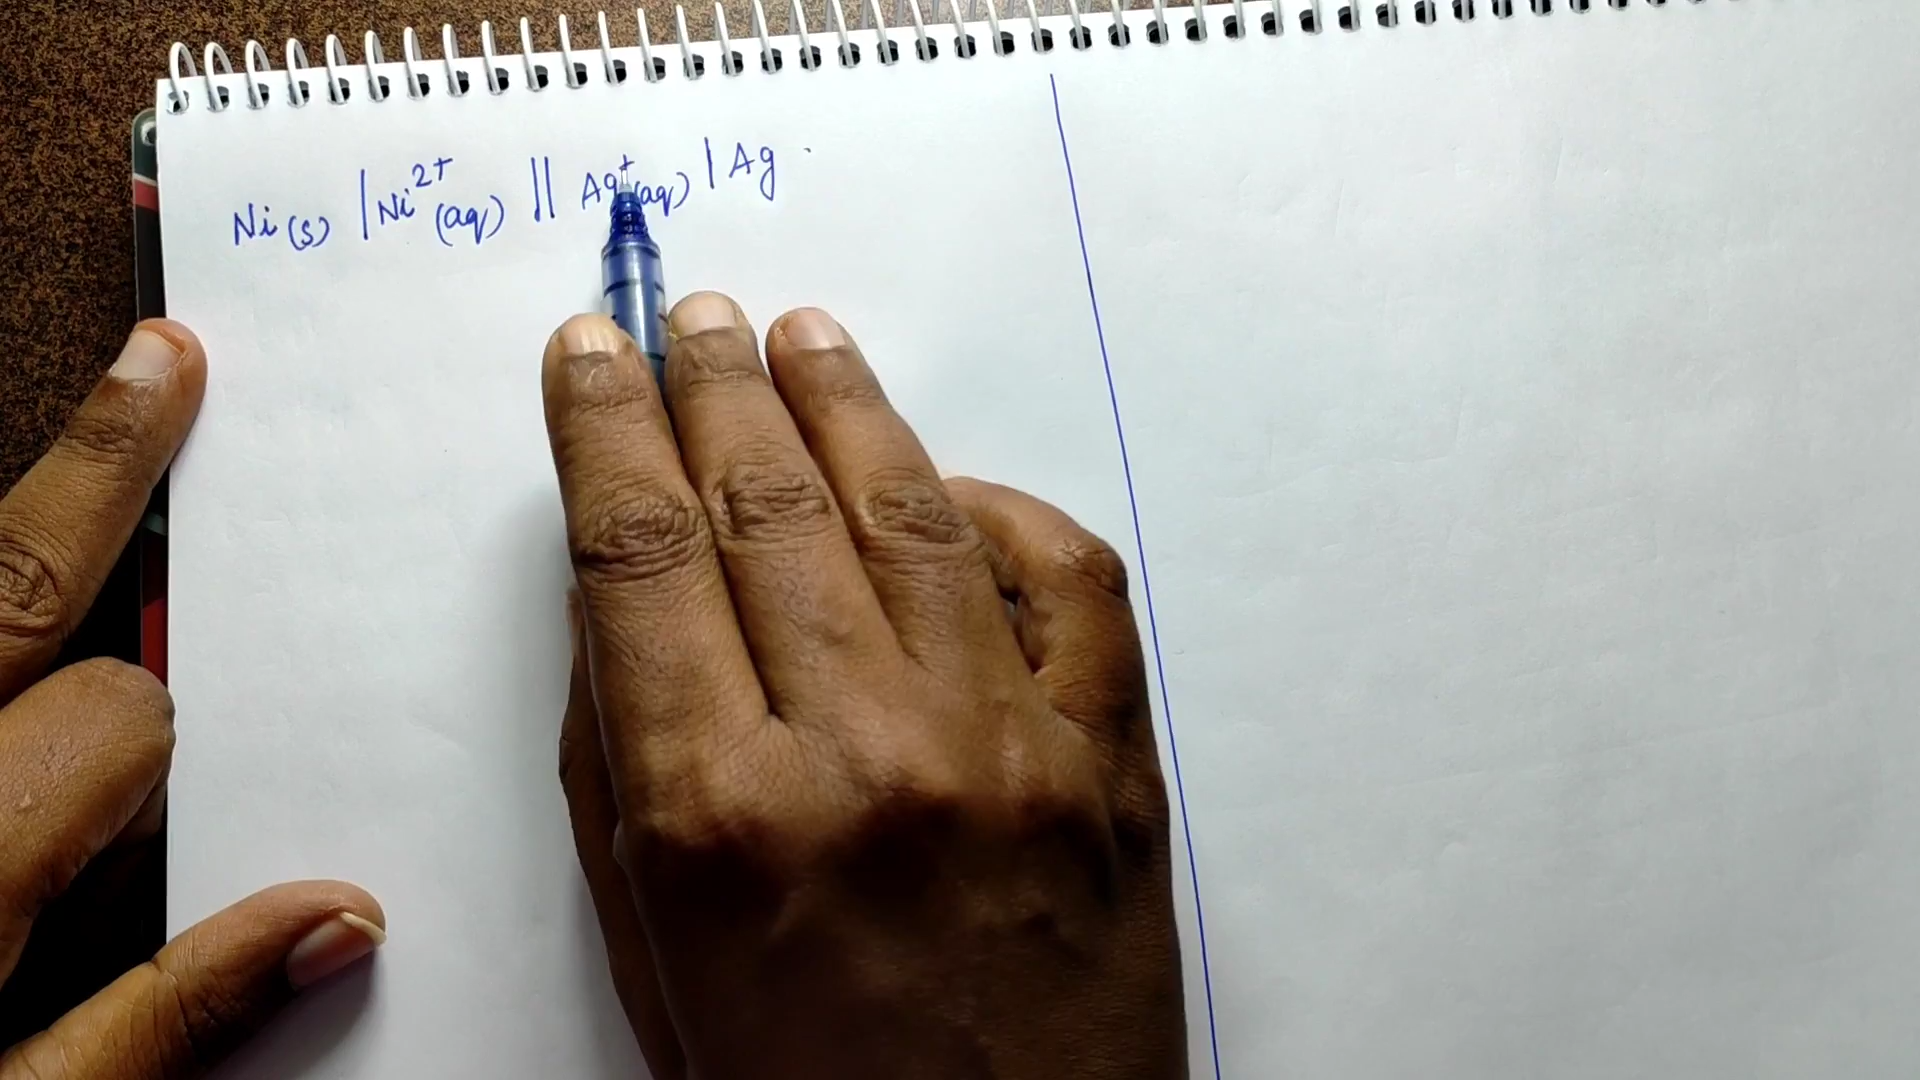 Ni(s) | Ni²⁺(aq) || Ag⁺(aq) | Ag